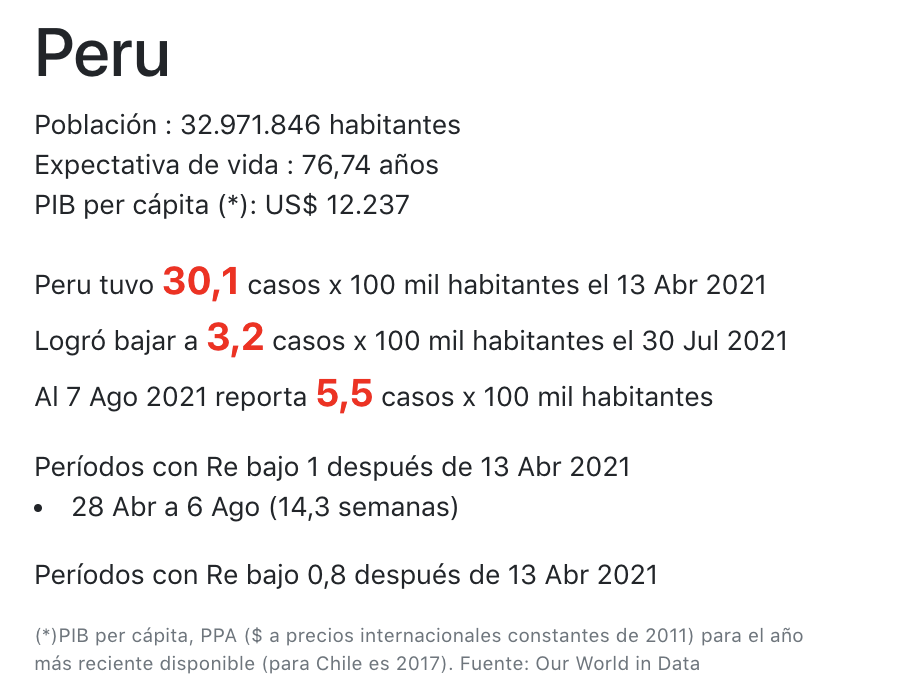 Peru
Población : 32.971.846 habitantes
Expectativa de vida : 76,74 años
PIB per cápita (*): US$ 12.237
Peru tuvo 30,1 casos x 100 mil habitantes el 13 Abr 2021
Logró bajar a 3,2 casos x 100 mil habitantes el 30 Jul 2021
Al 7 Ago 2021 reporta 5,5 casos x 100 mil habitantes
Períodos con Re bajo 1 después de 13 Abr 2021
• 28 Abr a 6 Ago (14,3 semanas)
Períodos con Re bajo 0,8 después de 13 Abr 2021
(*)PIB per cápita, PPA ($ a precios internacionales constantes de 2011) para el año
más reciente disponible (para Chile es 2017). Fuente: Our World in Data